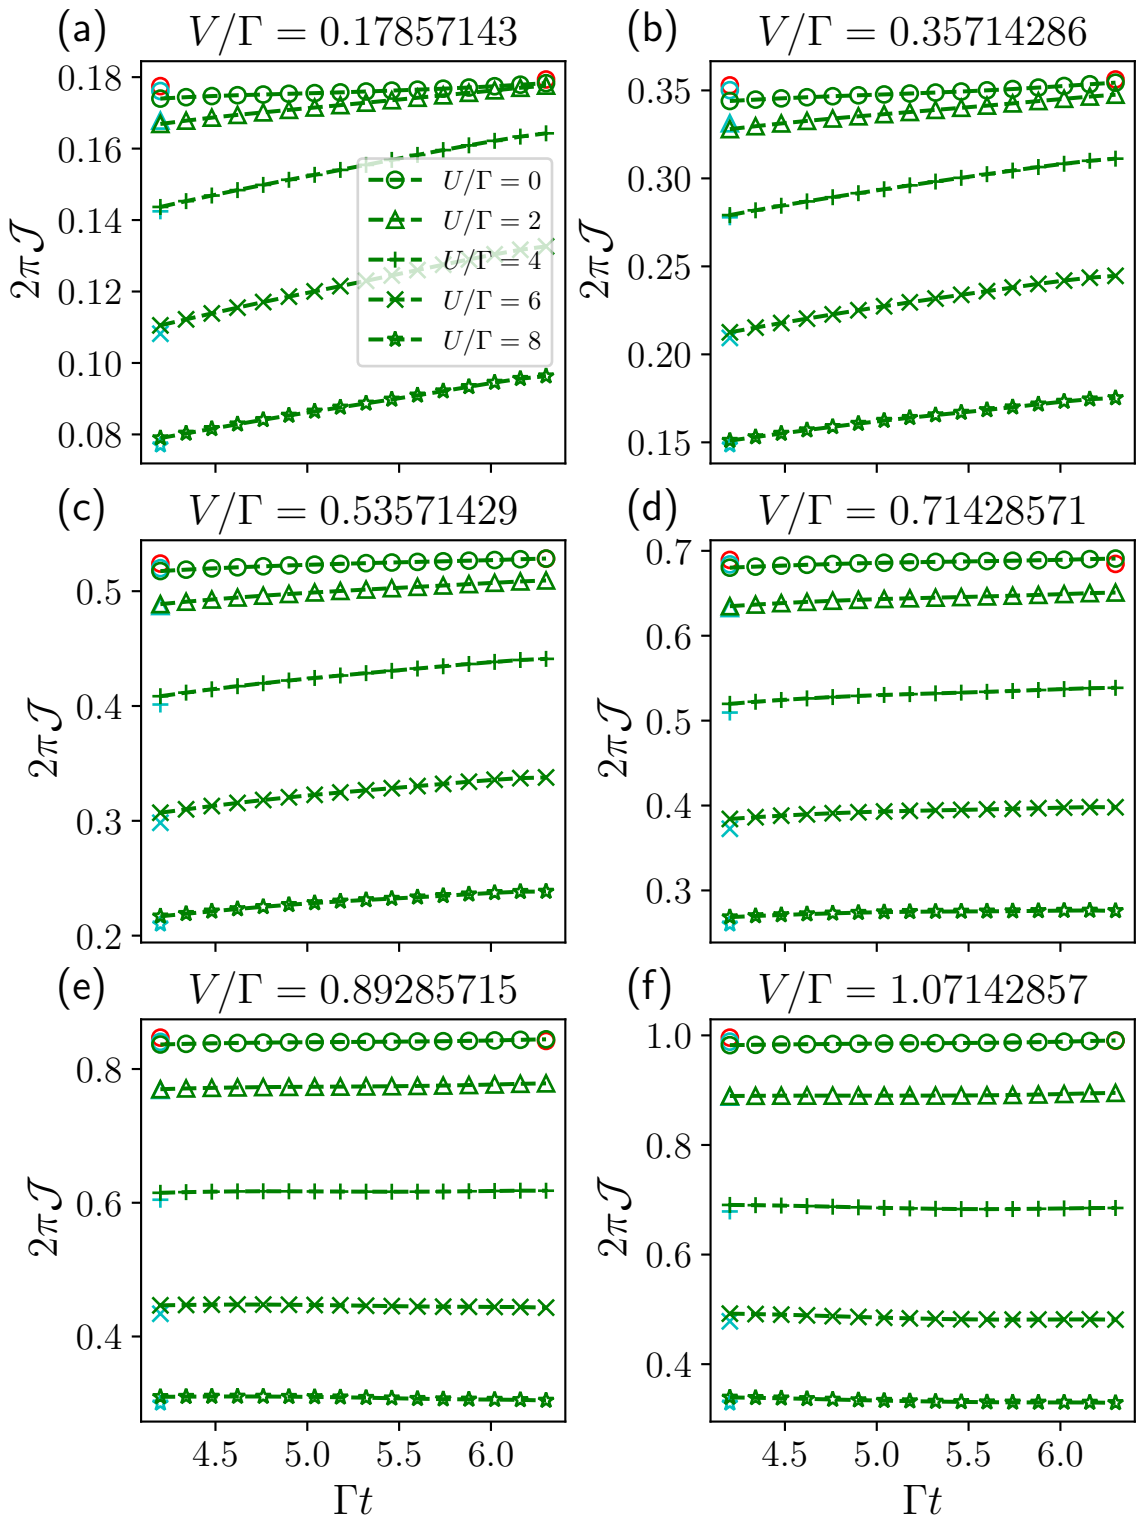 (a) V/Γ = 0.17857143
(b) V/Γ = 0.35714286
0.18
0.16
0.14
0.12
0.10
0.08
2π𝒥
U/Γ = 0
U/Γ = 2
U/Γ = 4
U/Γ = 6
U/Γ = 8
0.35
0.30
0.25
0.20
0.15
2π𝒥
(c) V/Γ = 0.53571429
(d) V/Γ = 0.71428571
0.5
0.4
0.3
0.2
2π𝒥
0.7
0.6
0.5
0.4
0.3
2π𝒥
(e) V/Γ = 0.89285715
(f) V/Γ = 1.07142857
0.8
0.6
0.4
2π𝒥
1.0
0.8
0.6
0.4
2π𝒥
4.5 5.0 5.5 6.0
4.5 5.0 5.5 6.0
Γt
Γt